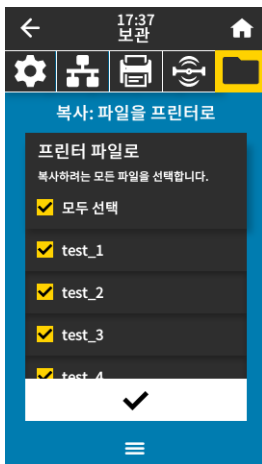 17:37
보관
복사: 파일을 프린터로
프린터 파일로
복사하려는 모든 파일을 선택합니다.
모두 선택
test_1
test_2
test_3
test_4